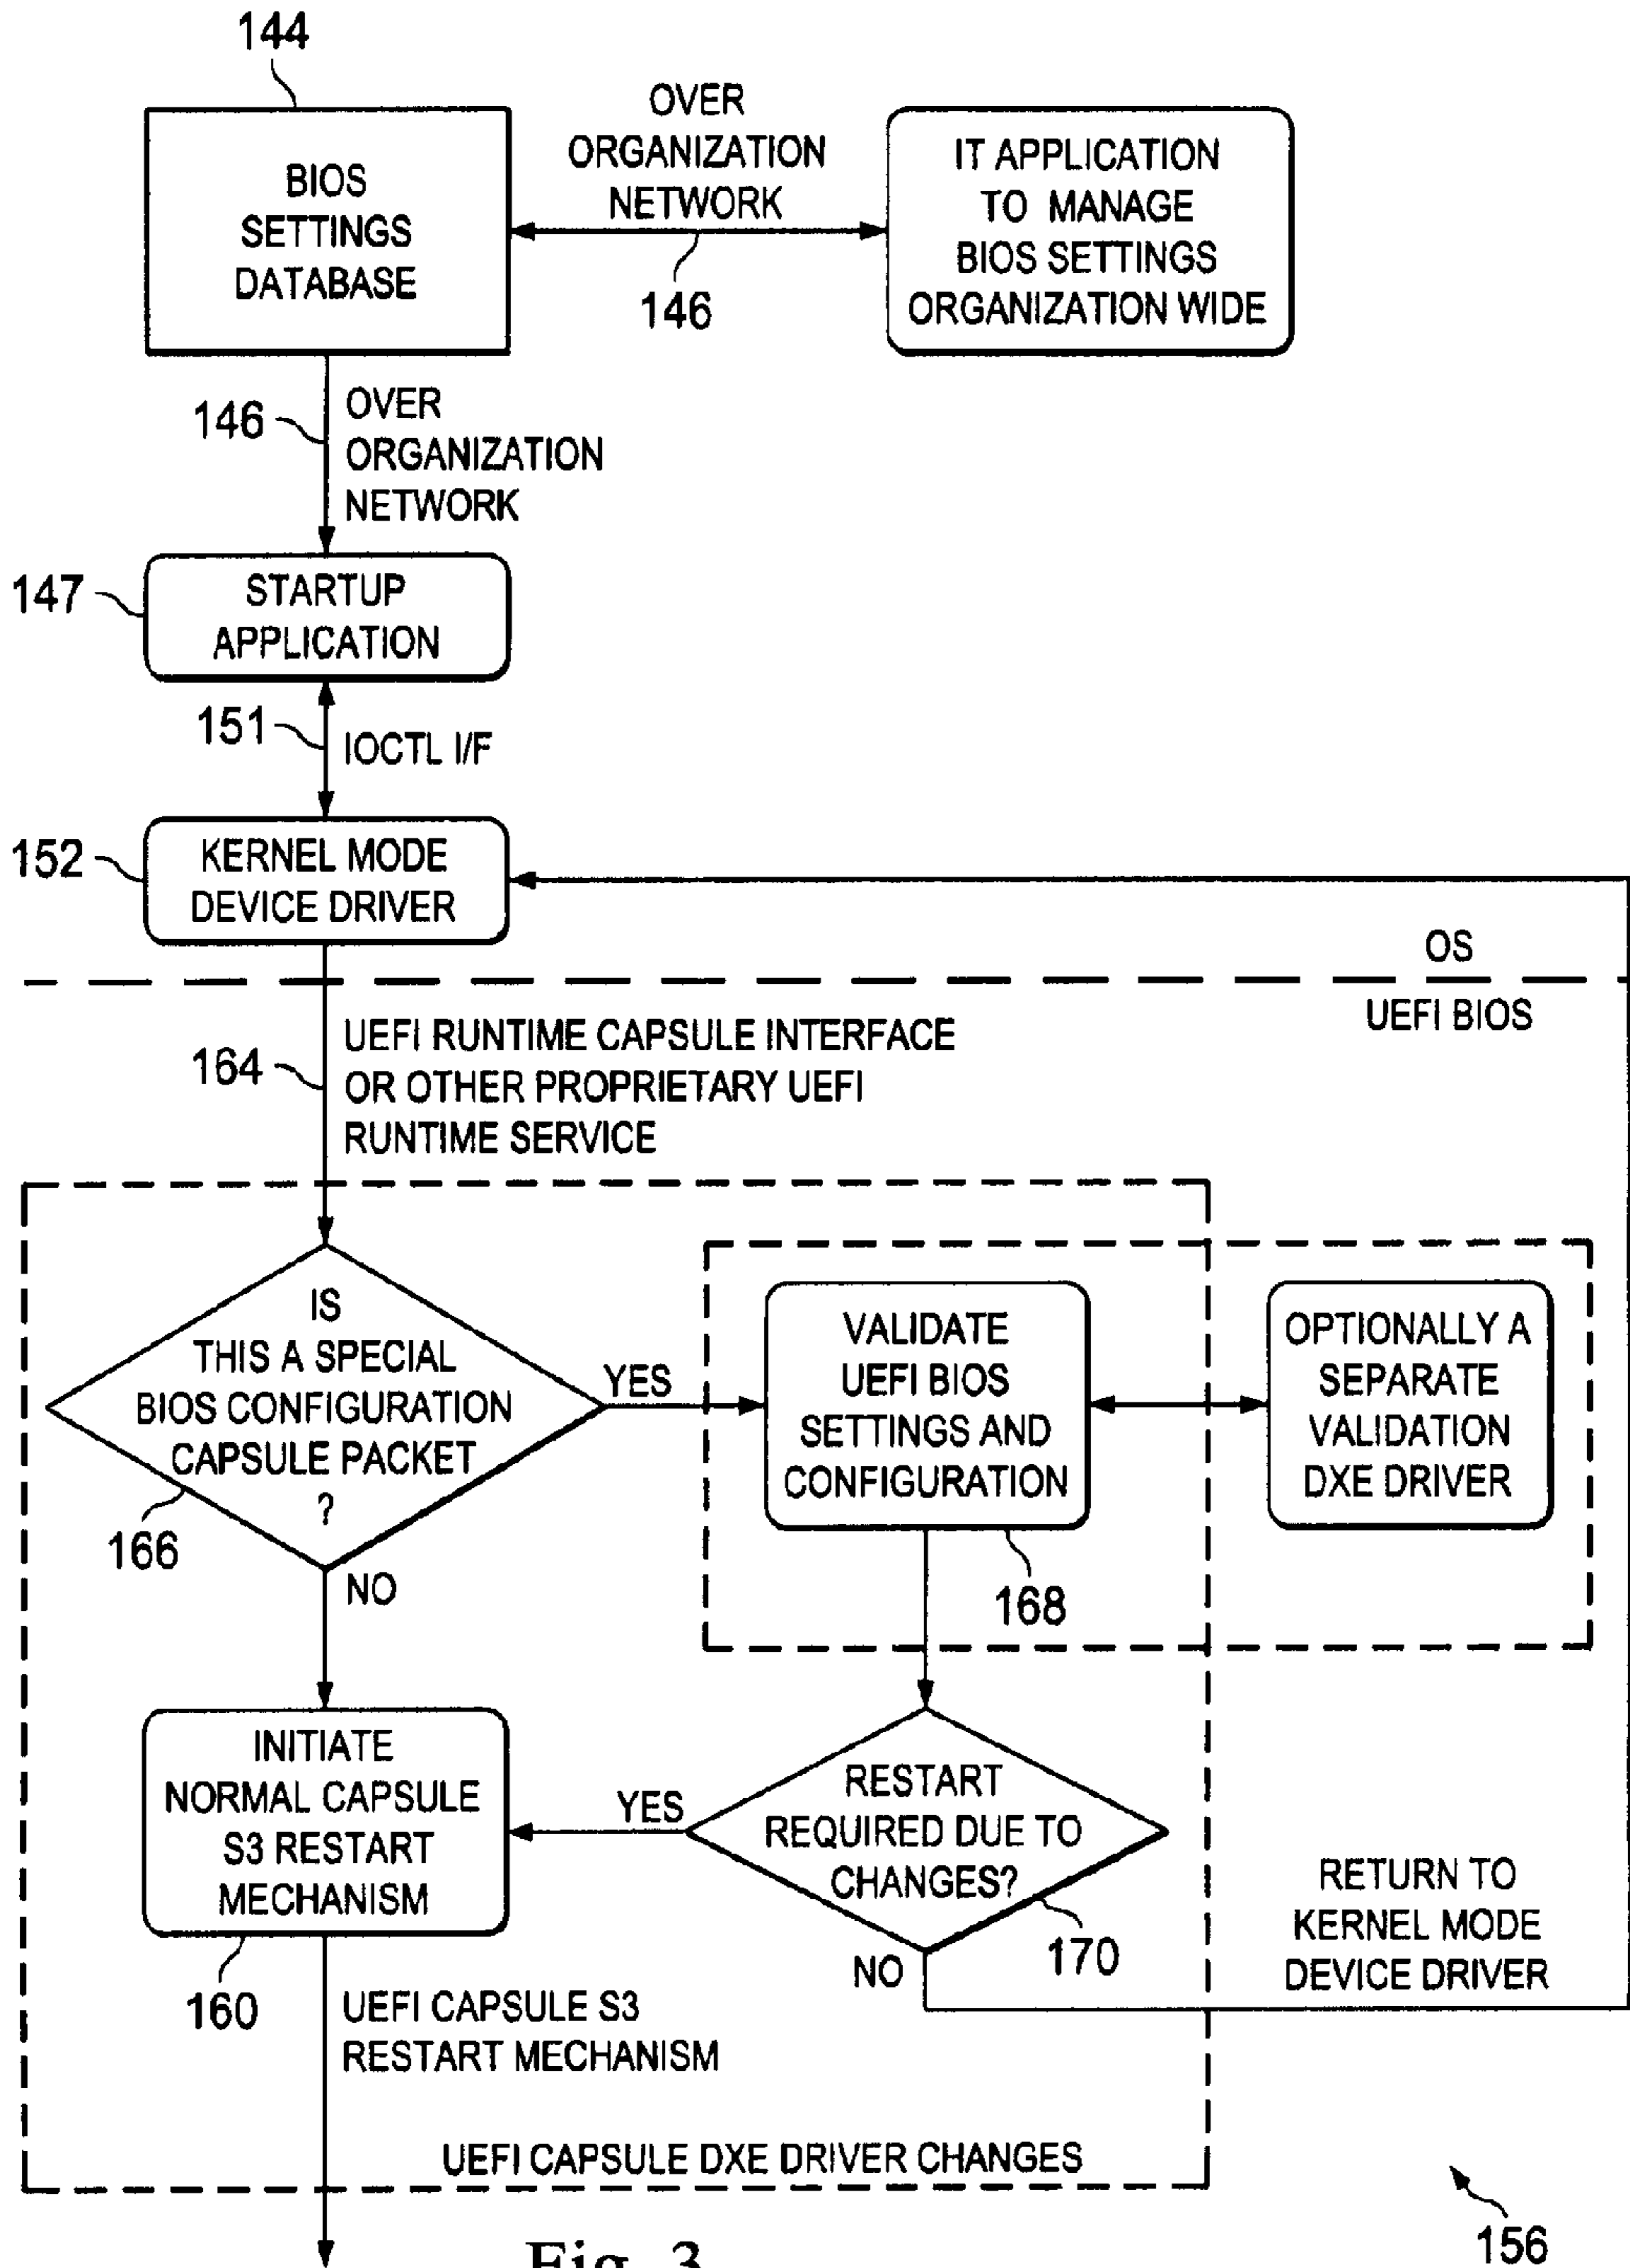 144
BIOS
SETTINGS
DATABASE
OVER
ORGANIZATION
NETWORK
146
IT APPLICATION
TO MANAGE
BIOS SETTINGS
ORGANIZATION WIDE
146
OVER
ORGANIZATION
NETWORK
147
STARTUP
APPLICATION
151
IOCTL I/F
152
KERNEL MODE
DEVICE DRIVER
OS
UEFI BIOS
164
UEFI RUNTIME CAPSULE INTERFACE
OR OTHER PROPRIETARY UEFI
RUNTIME SERVICE
IS
THIS A SPECIAL
BIOS CONFIGURATION
CAPSULE PACKET
?
166
YES
NO
VALIDATE
UEFI BIOS
SETTINGS AND
CONFIGURATION
168
OPTIONALLY A
SEPARATE
VALIDATION
DXE DRIVER
INITIATE
NORMAL CAPSULE
S3 RESTART
MECHANISM
160
YES
RESTART
REQUIRED DUE TO
CHANGES?
170
NO
RETURN TO
KERNEL MODE
DEVICE DRIVER
UEFI CAPSULE S3
RESTART MECHANISM
UEFI CAPSULE DXE DRIVER CHANGES
156
Fig. 3